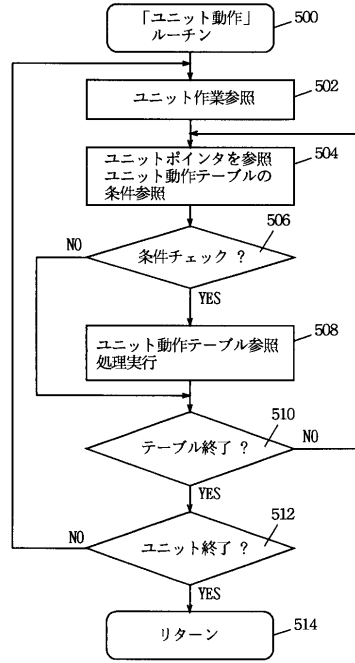 「ユニット動作」
ルーチン
500
ユニット作業参照
502
ユニットポインタを参照
ユニット動作テーブルの
条件参照
504
条件チェック ?
506
NO
YES
ユニット動作テーブル参照
処理実行
508
テーブル終了 ?
510
NO
YES
ユニット終了 ?
512
NO
YES
リターン
514